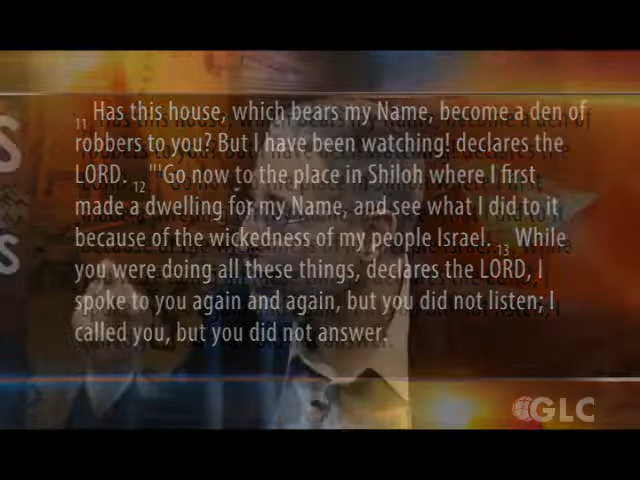 11 Has this house, which bears my Name, become a den of
robbers to you? But I have been watching! declares the
LORD. 12 "'Go now to the place in Shiloh where I first
made a dwelling for my Name, and see what I did to it
because of the wickedness of my people Israel. 13 While
you were doing all these things, declares the LORD, I
spoke to you again and again, but you did not listen; I
called you, but you did not answer.
GLC